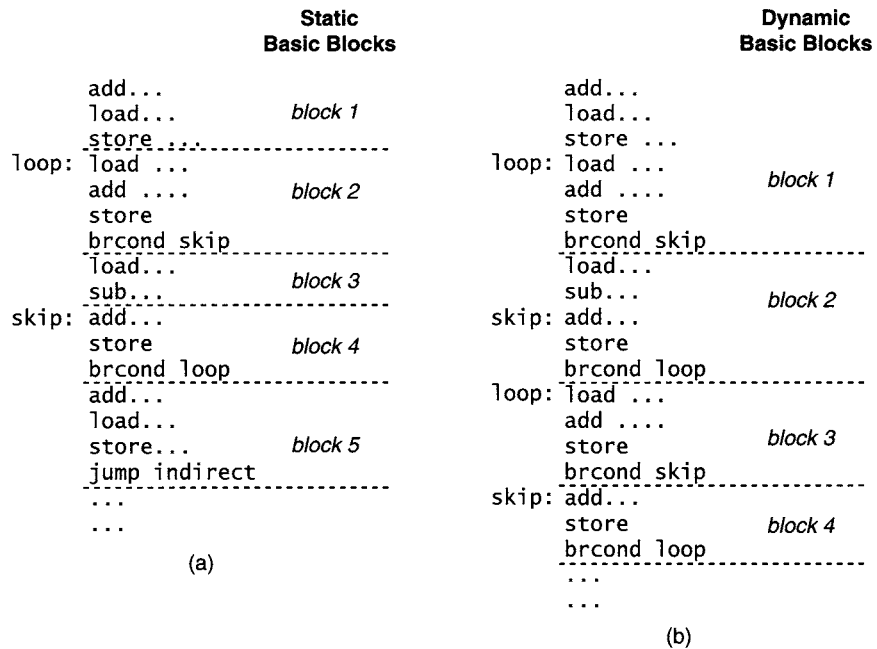 Static
Basic Blocks
add...
load...
block 1
store ...
loop: load ...
add ....
block 2
store
brcond skip
load...
block 3
sub...
skip: add...
store
block 4
brcond loop
add...
load...
store...
block 5
jump indirect
...
...
(a)
Dynamic
Basic Blocks
add...
load...
store ...
loop: load ...
block 1
add ....
store
brcond skip
load...
sub...
block 2
skip: add...
store
brcond loop
loop: load ...
add ....
block 3
store
brcond skip
skip: add...
store
block 4
brcond loop
...
...
(b)